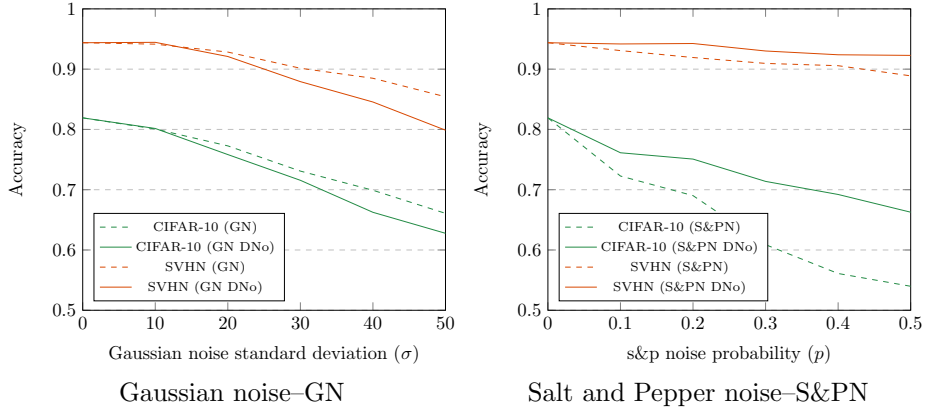 1
0.9
0.8
0.7
0.6
0.5
Accuracy
CIFAR-10 (GN)
CIFAR-10 (GN DNo)
SVHN (GN)
SVHN (GN DNo)
0 10 20 30 40 50
Gaussian noise standard deviation (σ)
Gaussian noise–GN
1
0.9
0.8
0.7
0.6
0.5
Accuracy
CIFAR-10 (S&PN)
CIFAR-10 (S&PN DNo)
SVHN (S&PN)
SVHN (S&PN DNo)
0 0.1 0.2 0.3 0.4 0.5
s&p noise probability (p)
Salt and Pepper noise–S&PN